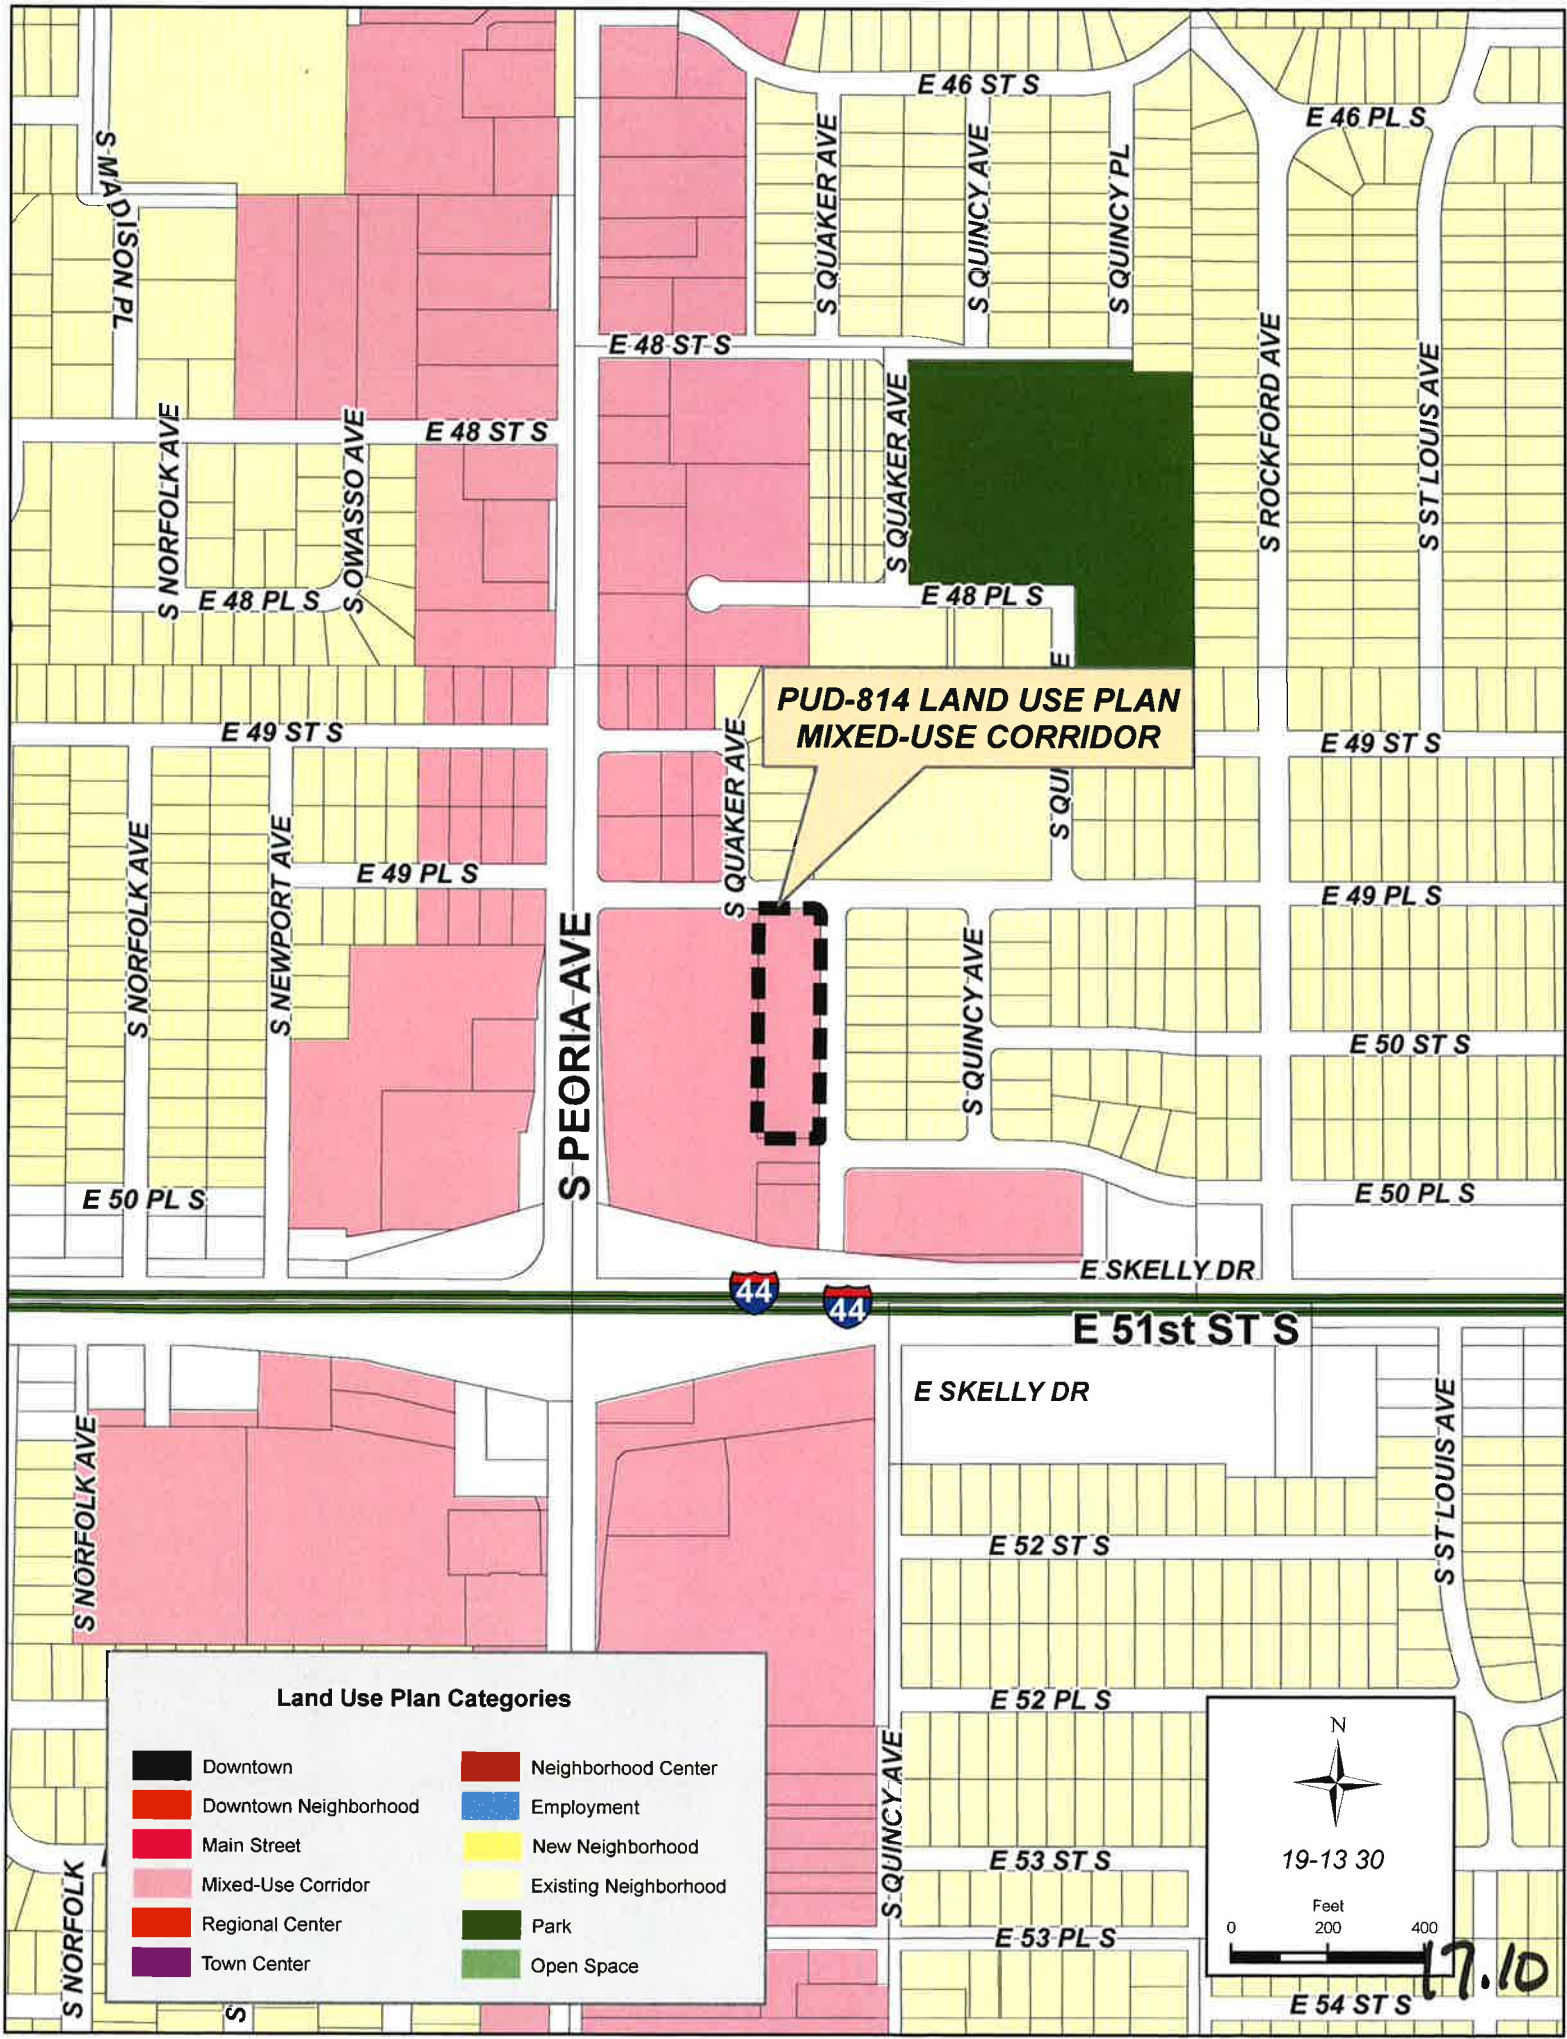 E 46 ST S
E 46 PL S
S MADISON PL
S QUAKER AVE
S QUINCY AVE
S QUINCY PL
S ROCKFORD AVE
S ST LOUIS AVE
E 48 ST S
E 48 ST S
S NORFOLK AVE
S OWASSO AVE
S QUAKER AVE
E 48 PL S
E 48 PL S
PUD-814 LAND USE PLAN
MIXED-USE CORRIDOR
E 49 ST S
E 49 ST S
S QUAKER AVE
S QUI
E
S NORFOLK AVE
S NEWPORT AVE
E 49 PL S
E 49 PL S
S PEORIA AVE
S QUINCY AVE
E 50 ST S
E 50 PL S
E 50 PL S
E SKELLY DR
44
44
E 51st ST S
E SKELLY DR
S NORFOLK AVE
S ST LOUIS AVE
E 52 ST S
E 52 PL S
S QUINCY AVE
E 53 ST S
E 53 PL S
E 54 ST S
S NORFOLK
S
Land Use Plan Categories
Downtown
Downtown Neighborhood
Main Street
Mixed-Use Corridor
Regional Center
Town Center
Neighborhood Center
Employment
New Neighborhood
Existing Neighborhood
Park
Open Space
N
19-13 30
Feet
0 200 400
17.10